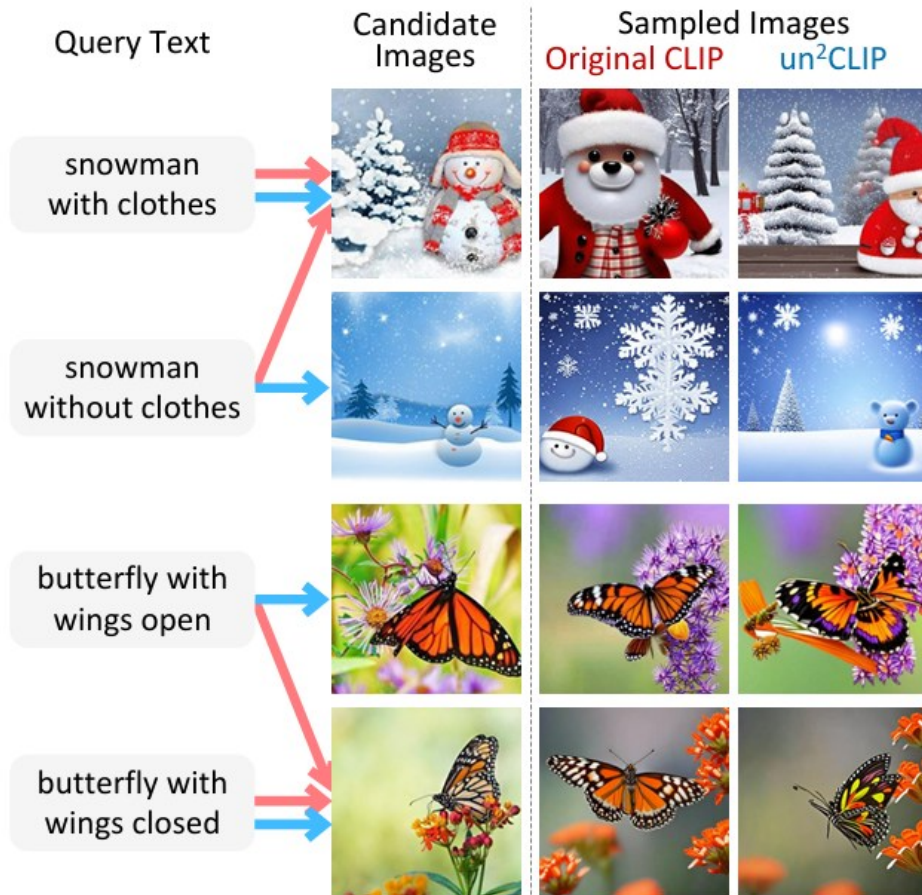 Query Text
Candidate
Images
Sampled Images
Original CLIP
un²CLIP
snowman
with clothes
snowman
without clothes
butterfly with
wings open
butterfly with
wings closed